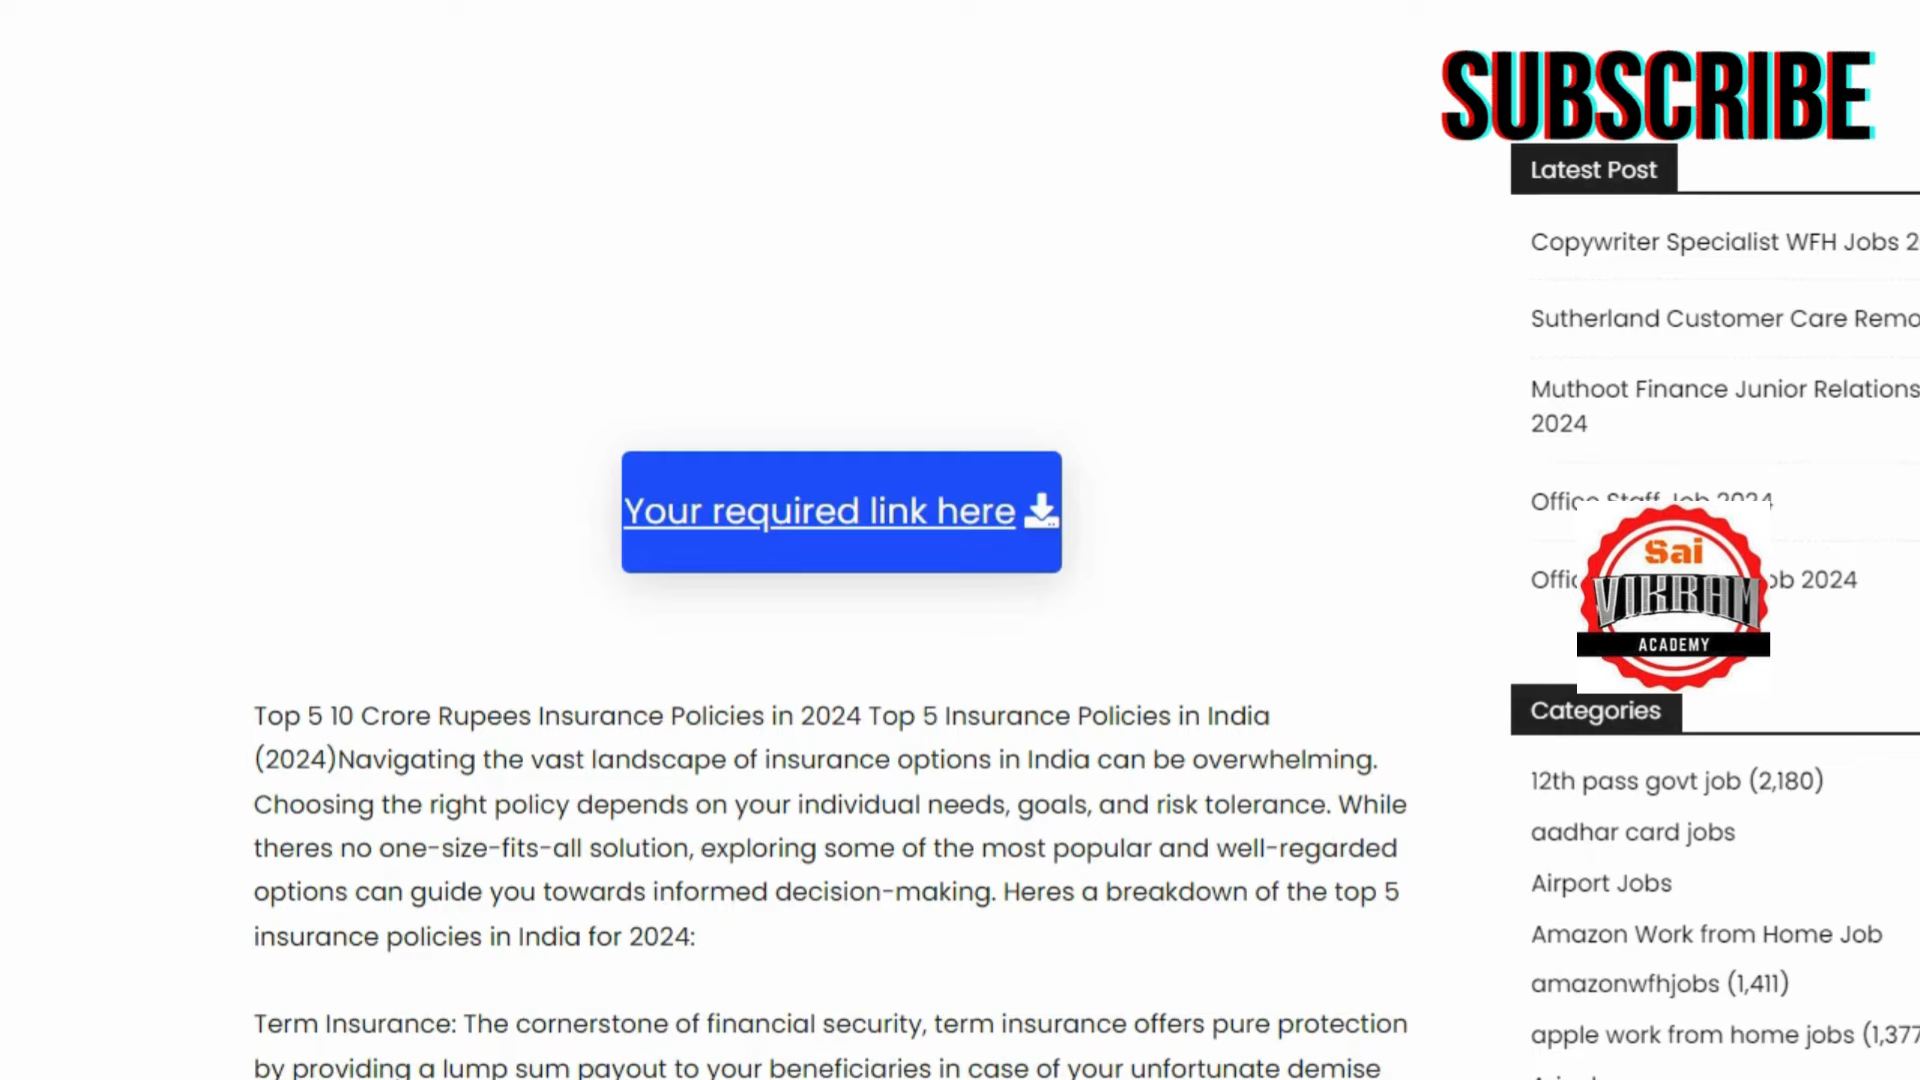 SUBSCRIBE
Latest Post
Copywriter Specialist WFH Jobs 2
Sutherland Customer Care Remo
Muthoot Finance Junior Relations
2024
Office Staff Job 2024
Offic
ob 2024
Sai
VIKRAM
ACADEMY
Your required link here
Top 5 10 Crore Rupees Insurance Policies in 2024 Top 5 Insurance Policies in India
(2024)Navigating the vast landscape of insurance options in India can be overwhelming.
Choosing the right policy depends on your individual needs, goals, and risk tolerance. While
theres no one-size-fits-all solution, exploring some of the most popular and well-regarded
options can guide you towards informed decision-making. Heres a breakdown of the top 5
insurance policies in India for 2024:
Term Insurance: The cornerstone of financial security, term insurance offers pure protection
by providing a lump sum payout to your beneficiaries in case of your unfortunate demise
Categories
12th pass govt job (2,180)
aadhar card jobs
Airport Jobs
Amazon Work from Home Job
amazonwfhjobs (1,411)
apple work from home jobs (1,377